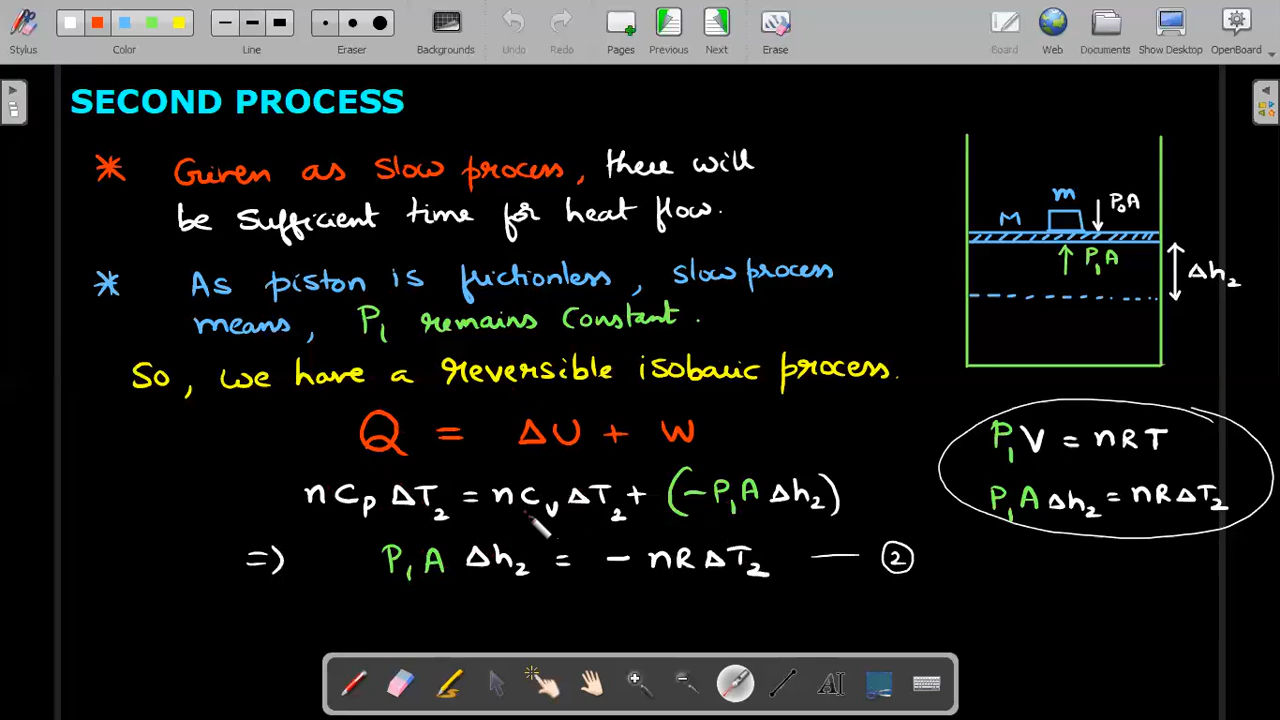 Stylus
Color
Line
Eraser
Backgrounds
Undo
Redo
Pages
Previous
Next
Erase
Board
Web
Documents
Show Desktop
OpenBoard
SECOND PROCESS
* Given as slow process, there will
be sufficient time for heat flow.
* As piston is frictionless, slow process
means, P₁ remains constant.
So, we have a reversible isobaric process.
Q = ΔU + W
nCₚ ΔT₂ = nCᵥ ΔT₂ + (-P₁A Δh₂)
=> P₁A Δh₂ = - nR ΔT₂ —— ②
M
m
P₀A
P₁A
Δh₂
P₁V = nRT
P₁A Δh₂ = nRΔT₂